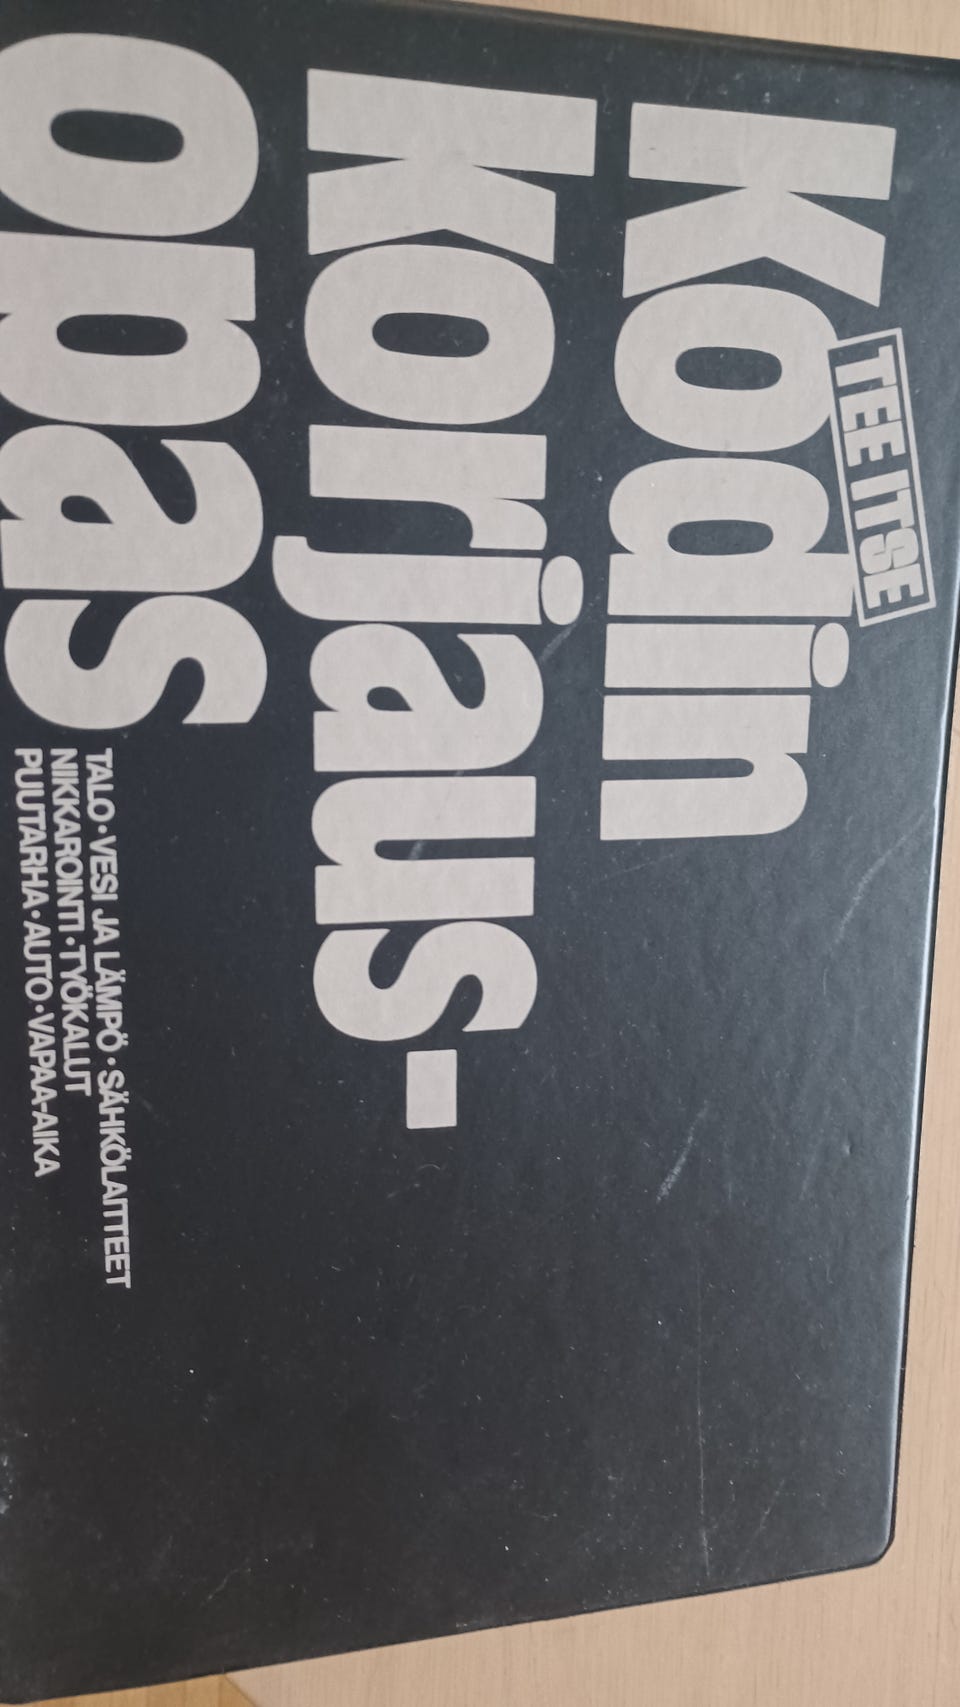 TEE ITSE
Kodin
korjaus-
opas
TALO•VESI JA LÄMPÖ•SÄHKÖLAITTEET
NIKKAROINTI•TYÖKALUT
PUUTARHA•AUTO•VAPAA-AIKA